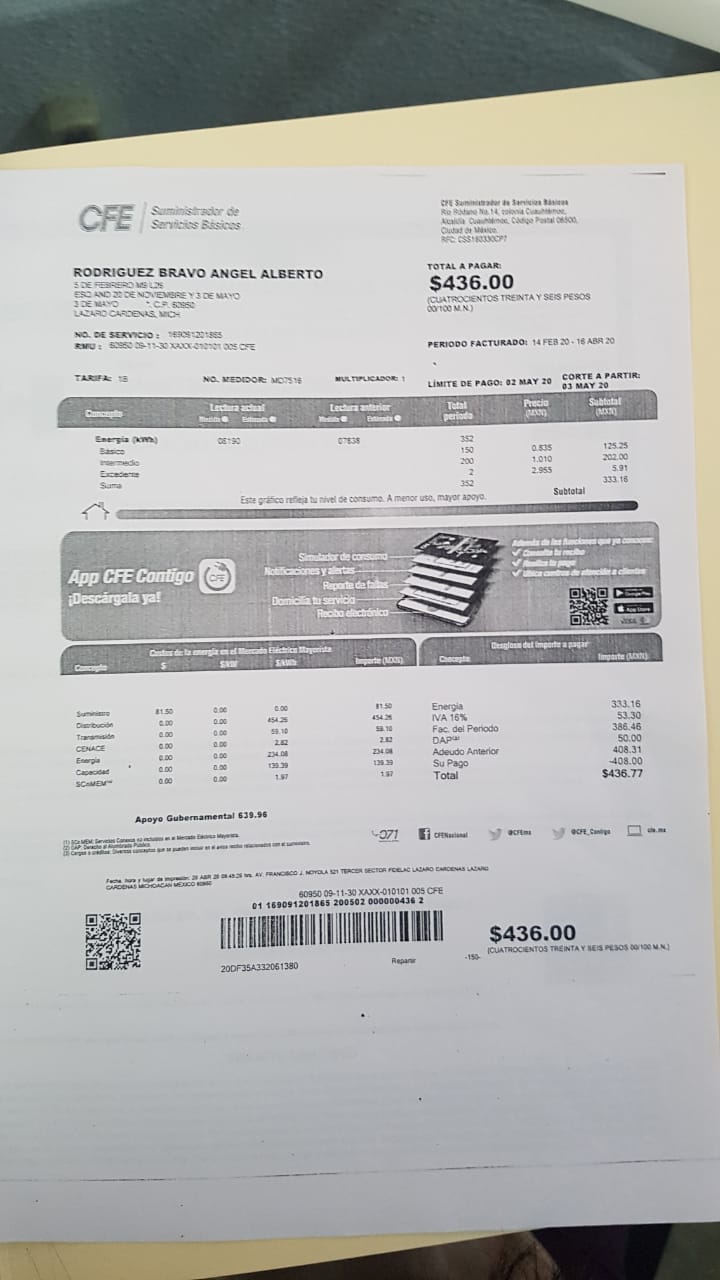 CFE Suministrador de
Servicios Básicos
CFE Suministrador de Servicios Básicos
Río Ródano No.14, colonia Cuauhtémoc,
Alcaldía Cuauhtémoc, Código Postal 06500,
Ciudad de México.
RFC: CSS160330CP7
RODRIGUEZ BRAVO ANGEL ALBERTO
5 DE FEBRERO M9 L26
ESQ AND 20 DE NOVIEMBRE Y 3 DE MAYO
3 DE MAYO C.P. 60950
LAZARO CARDENAS, MICH
TOTAL A PAGAR:
$436.00
(CUATROCIENTOS TREINTA Y SEIS PESOS
00/100 M.N.)
NO. DE SERVICIO : 169091201865
RMU : 60950 09-11-30 XAXX-010101 005 CFE
PERIODO FACTURADO: 14 FEB 20 - 16 ABR 20
TARIFA: 1B NO. MEDIDOR: MD7516 MULTIPLICADOR: 1
LÍMITE DE PAGO: 02 MAY 20 CORTE A PARTIR:
03 MAY 20
Concepto Lectura actual Lectura anterior Total periodo Precio (MXN) Subtotal (MXN)
Medida Estimada Medida Estimada
Energía (kWh) 08190 07838 352
Básico 150 0.835 125.25
Intermedio 200 1.010 202.00
Excedente 2 2.955 5.91
Suma 352 333.16
Subtotal
Este gráfico refleja tu nivel de consumo. A menor uso, mayor apoyo.
App CFE Contigo CFE
¡Descárgala ya!
Simulador de consumo
Notificaciones y alertas
Reporte de fallas
Domicilia tu servicio
Recibo electrónico
Además de las funciones que ya conoces:
Consulta tu recibo
Realiza tu pago
Ubica centros de atención a clientes
Google Play
App Store
Costos de la energía en el Mercado Eléctrico Mayorista
Concepto $ $/kW $/kWh Importe (MXN)
Desglose del importe a pagar
Concepto Importe (MXN)
Suministro 81.50 0.00 0.00 81.50
Distribución 0.00 0.00 454.26 454.26
Transmisión 0.00 0.00 59.10 59.10
CENACE 0.00 0.00 2.82 2.82
Energía 0.00 0.00 234.08 234.08
Capacidad 0.00 0.00 139.39 139.39
SCnMEM 0.00 0.00 1.97 1.97
Energía 333.16
IVA 16% 53.30
Fac. del Periodo 386.46
DAP(2) 50.00
Adeudo Anterior 408.31
Su Pago -408.00
Total $436.77
Apoyo Gubernamental 639.96
(1) SCnMEM: Servicios Conexos no incluidos en el Mercado Eléctrico Mayorista.
(2) DAP: Derecho al Alumbrado Público.
(3) Cargos o créditos: Diversos conceptos que se pueden incluir en el aviso recibo relacionados con el suministro.
071 CFENacional @CFEmx @CFE_Contigo cfe.mx
Fecha, hora y lugar de impresión: 28 ABR 20 AV. FRANCISCO J. NOYOLA 521 TERCER SECTOR FIDELAC LAZARO CARDENAS LAZARO
CARDENAS MICHOACAN MEXICO 60950
60950 09-11-30 XAXX-010101 005 CFE
01 169091201865 200502 000000436 2
20DF35A332061380
Repartir
-150-
$436.00
(CUATROCIENTOS TREINTA Y SEIS PESOS 00/100 M.N.)